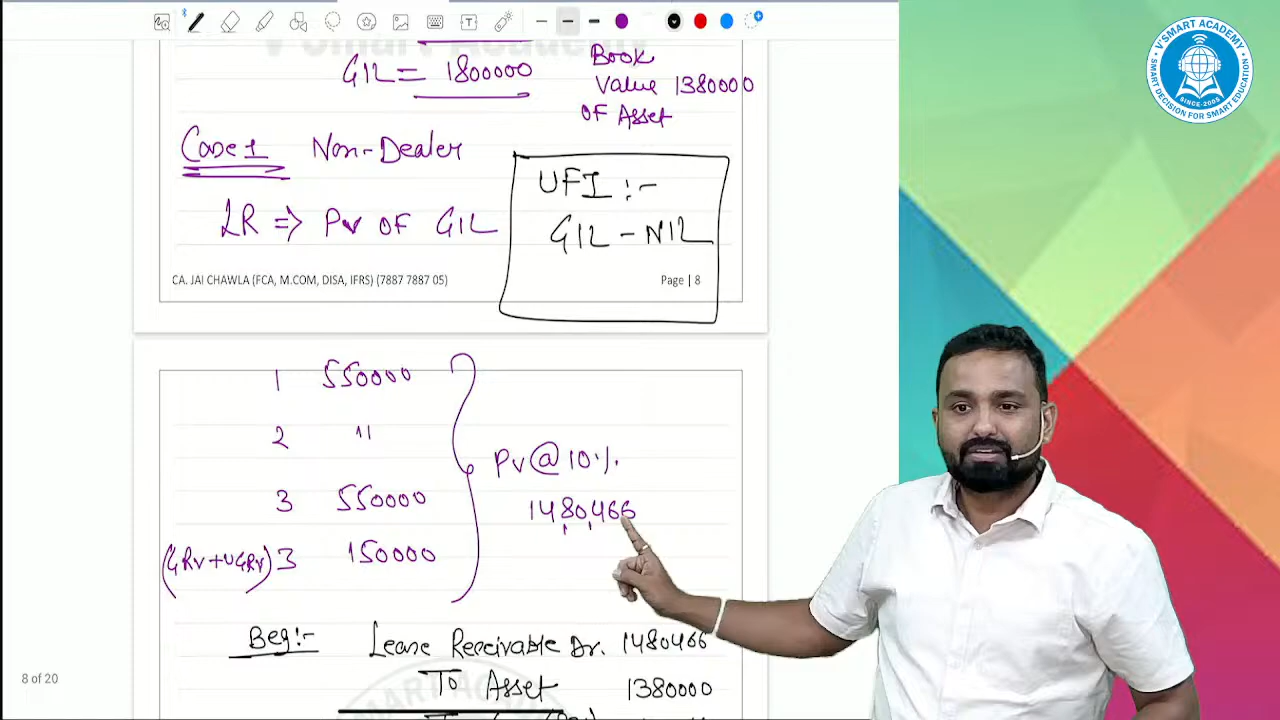 V'SMART ACADEMY
SMART DECISION FOR SMART EDUCATION
SINCE-2005
GIL = 1800000
Book
Value 1380000
OF Asset
Case 1 Non-Dealer
LR => PV OF GIL
UFI :-
GIL - NIL
CA. JAI CHAWLA (FCA, M.COM, DISA, IFRS) (7887 7887 05)
Page | 8
1 550000
2 "
3 550000
(GRV+UGRV) 3 150000
PV @ 10%.
1480,466
Beg:- Lease Receivable Dr. 1480466
To Asset 1380000
8 of 20